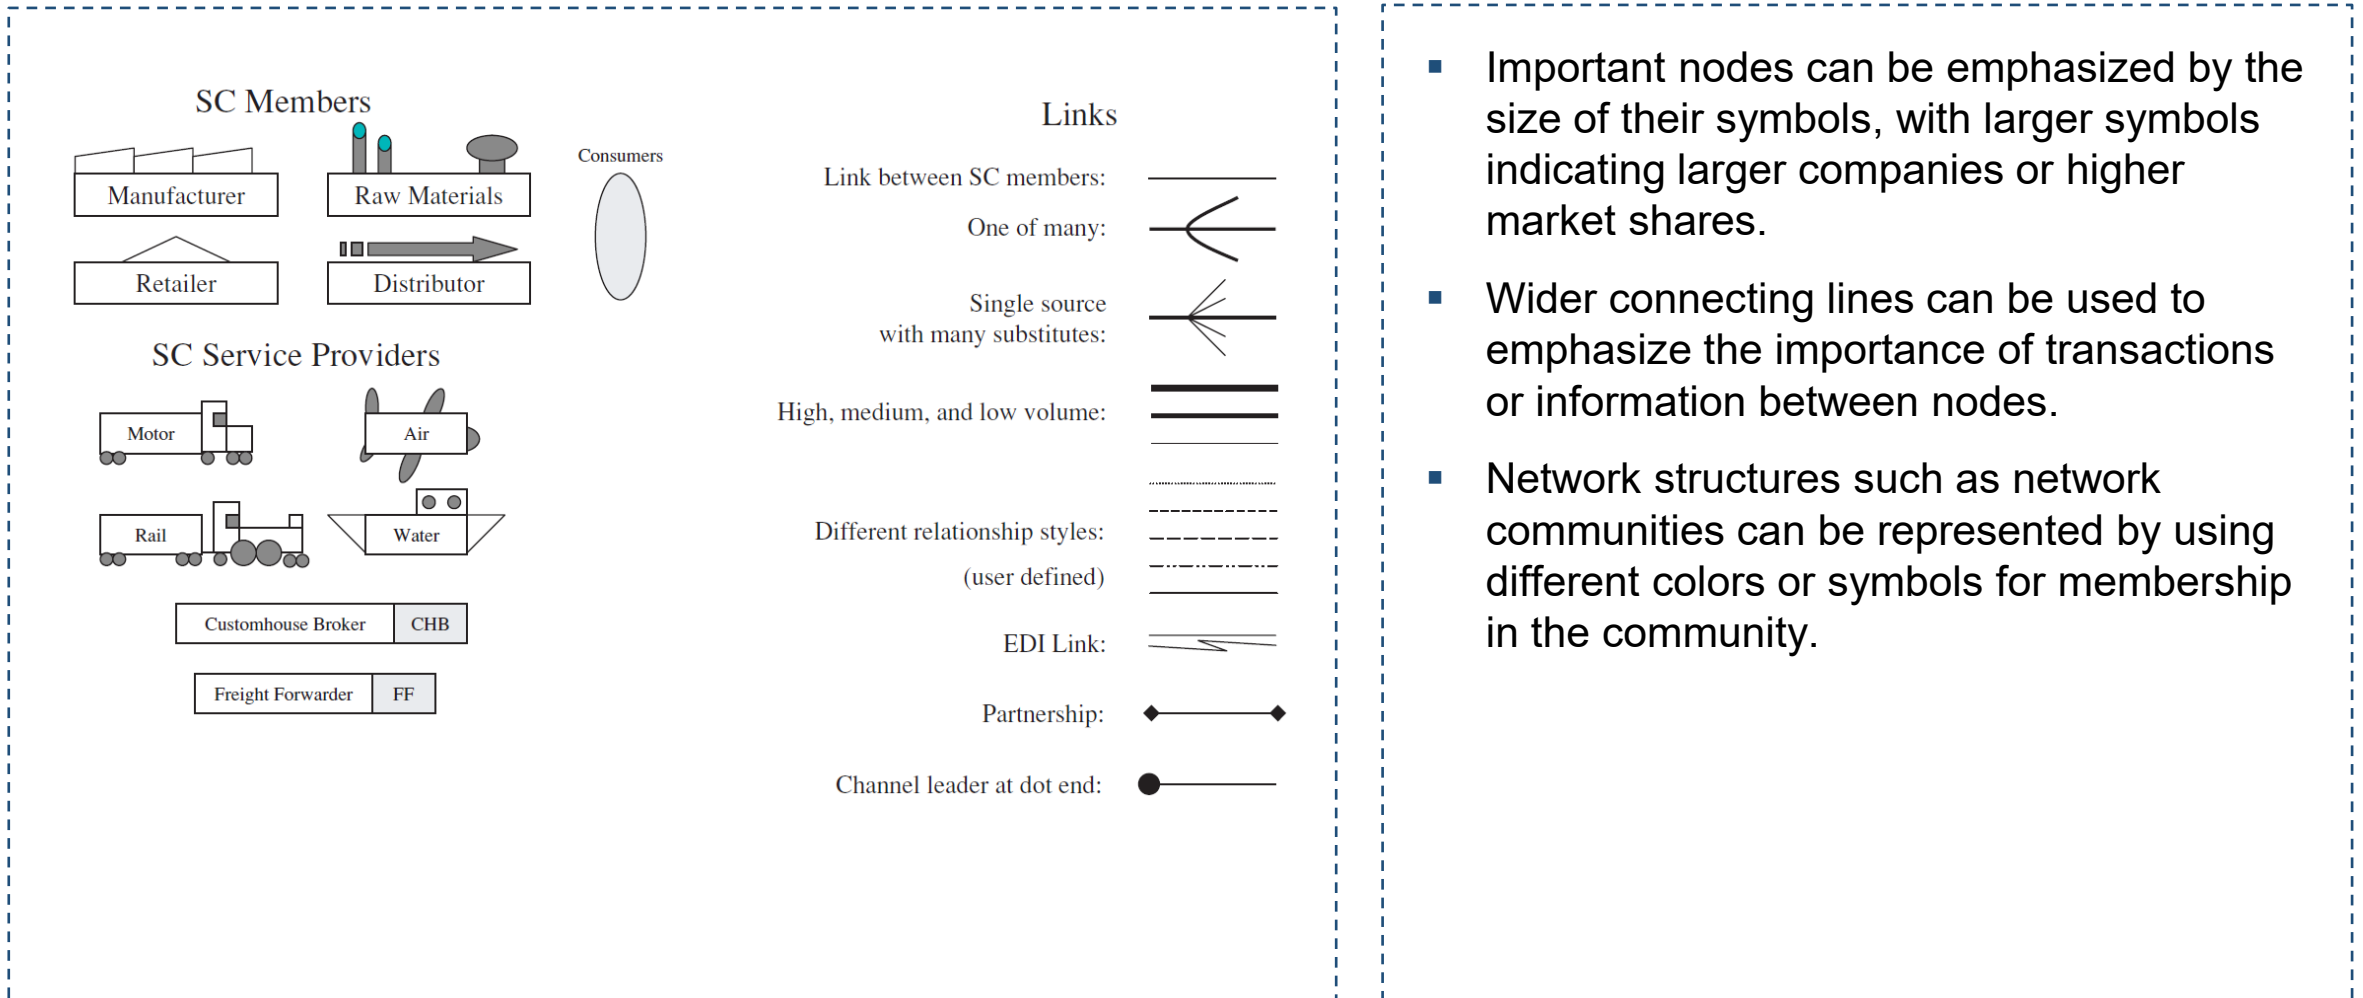 SC Members
Manufacturer
Raw Materials
Consumers
Retailer
Distributor
SC Service Providers
Motor
Air
Rail
Water
Customhouse Broker CHB
Freight Forwarder FF
Links
Link between SC members:
One of many:
Single source
with many substitutes:
High, medium, and low volume:
Different relationship styles:
(user defined)
EDI Link:
Partnership:
Channel leader at dot end:
▪ Important nodes can be emphasized by the
size of their symbols, with larger symbols
indicating larger companies or higher
market shares.
▪ Wider connecting lines can be used to
emphasize the importance of transactions
or information between nodes.
▪ Network structures such as network
communities can be represented by using
different colors or symbols for membership
in the community.